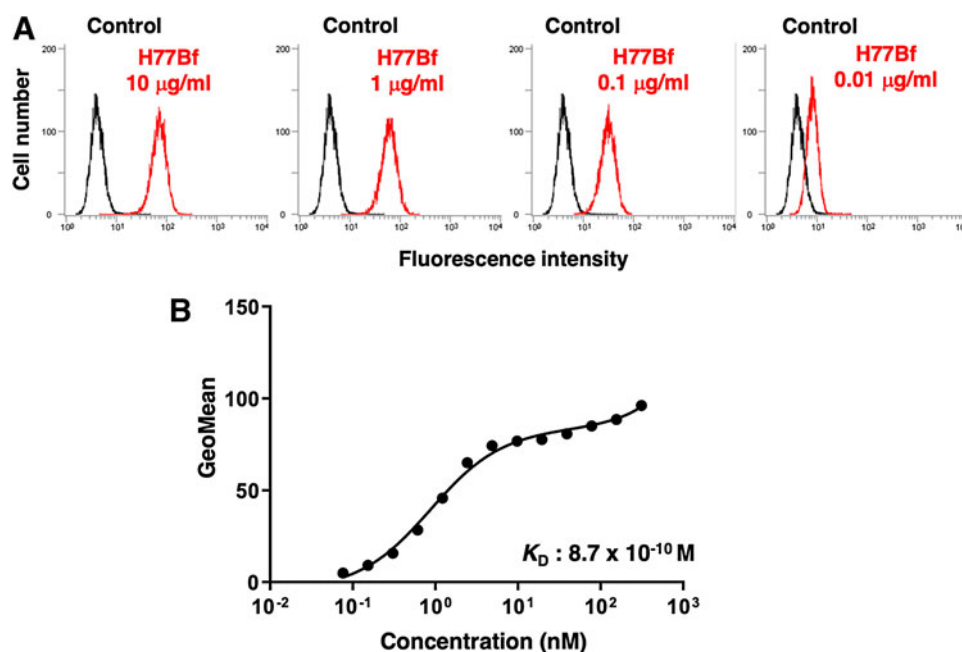 A
Control
Control
Control
Control
H77Bf
10 μg/ml
H77Bf
1 μg/ml
H77Bf
0.1 μg/ml
H77Bf
0.01 μg/ml
Cell number
200
100
0
10⁰ 10¹ 10² 10³ 10⁴
200
100
0
10⁰ 10¹ 10² 10³ 10⁴
200
100
0
10⁰ 10¹ 10² 10³ 10⁴
200
100
0
10⁰ 10¹ 10² 10³ 10⁴
Fluorescence intensity
B
GeoMean
150
100
50
0
K_D : 8.7 x 10⁻¹⁰ M
10⁻² 10⁻¹ 10⁰ 10¹ 10² 10³
Concentration (nM)